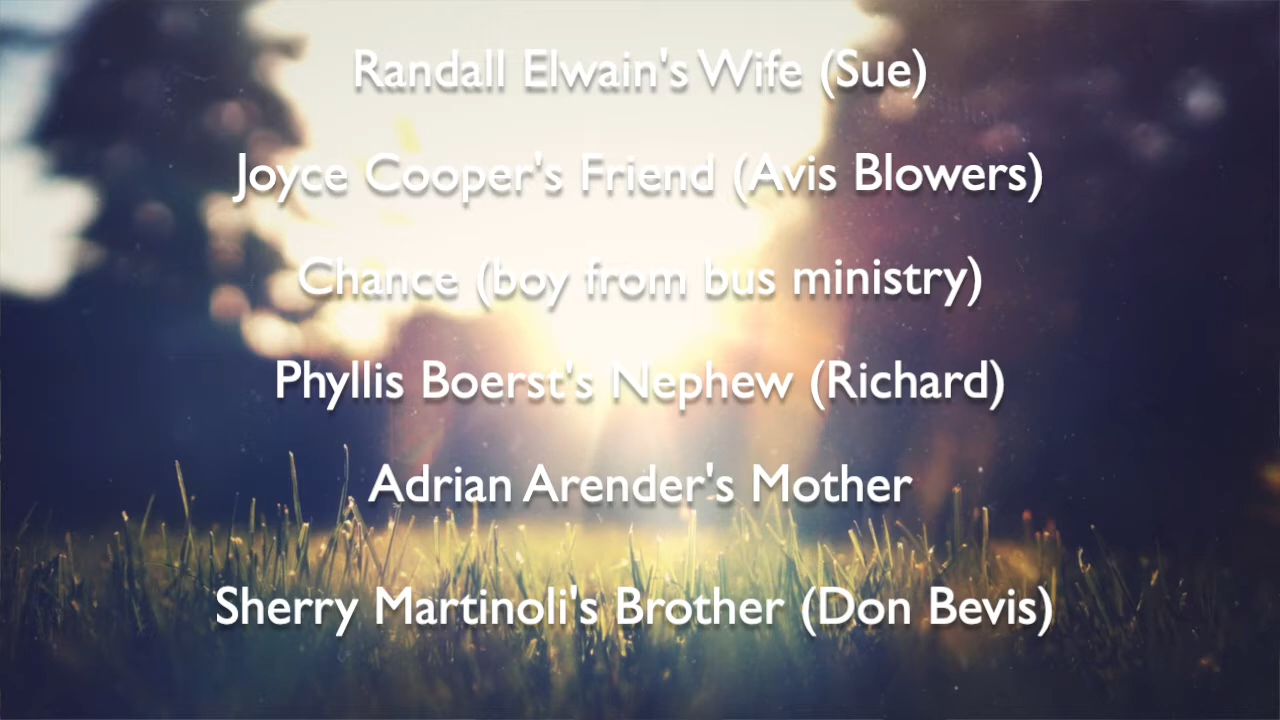 Randall Elwain's Wife (Sue)
Joyce Cooper's Friend (Avis Blowers)
Chance (boy from bus ministry)
Phyllis Boerst's Nephew (Richard)
Adrian Arender's Mother
Sherry Martinoli's Brother (Don Bevis)